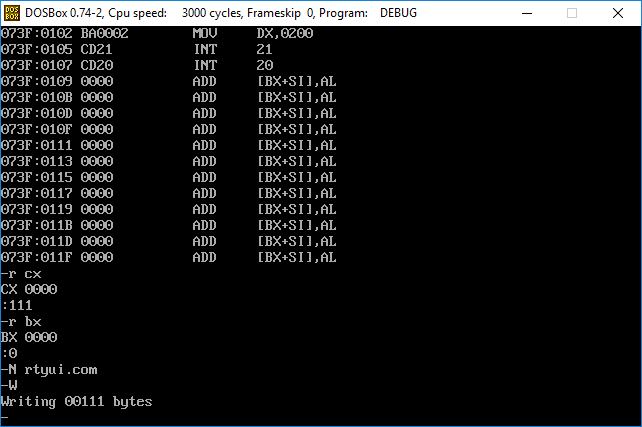 DOSBox 0.74-2, Cpu speed: 3000 cycles, Frameskip 0, Program: DEBUG
073F:0102 BA0002 MOV DX,0200
073F:0105 CD21 INT 21
073F:0107 CD20 INT 20
073F:0109 0000 ADD [BX+SI],AL
073F:010B 0000 ADD [BX+SI],AL
073F:010D 0000 ADD [BX+SI],AL
073F:010F 0000 ADD [BX+SI],AL
073F:0111 0000 ADD [BX+SI],AL
073F:0113 0000 ADD [BX+SI],AL
073F:0115 0000 ADD [BX+SI],AL
073F:0117 0000 ADD [BX+SI],AL
073F:0119 0000 ADD [BX+SI],AL
073F:011B 0000 ADD [BX+SI],AL
073F:011D 0000 ADD [BX+SI],AL
073F:011F 0000 ADD [BX+SI],AL
-r cx
CX 0000
:111
-r bx
BX 0000
:0
-N rtyui.com
-W
Writing 00111 bytes
-